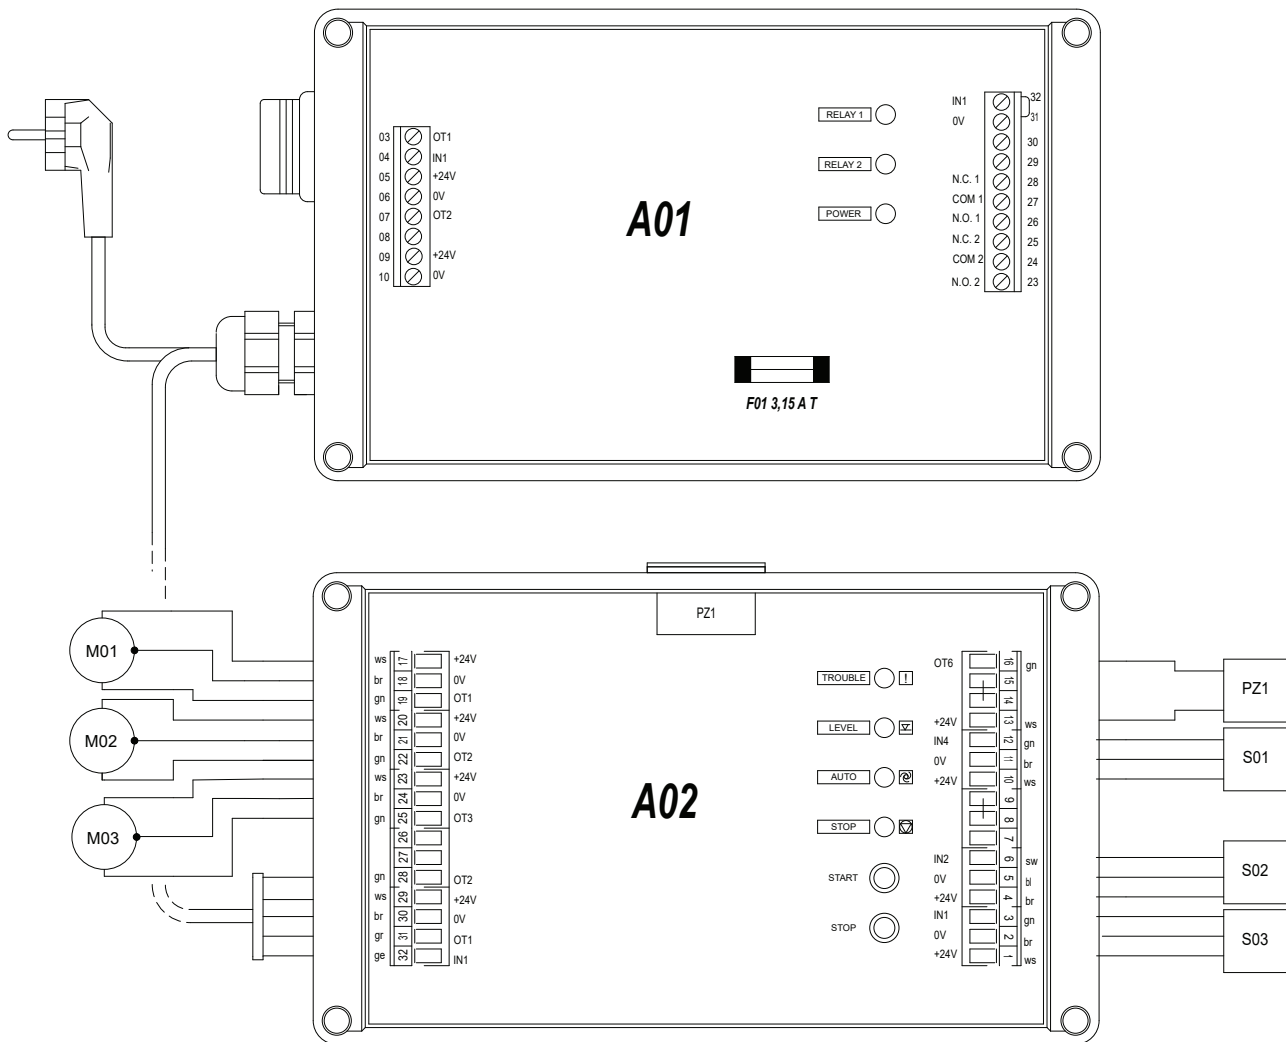 IN1 32
0V 31
30
29
N.C. 1 28
COM 1 27
N.O. 1 26
N.C. 2 25
COM 2 24
N.O. 2 23
RELAY 1
RELAY 2
POWER
03 OT1
04 IN1
05 +24V
06 0V
07 OT2
08
09 +24V
10 0V
A01
F01 3,15 A T
PZ1
M01
M02
M03
ws 17 +24V
br 18 0V
gn 19 OT1
ws 20 +24V
br 21 0V
gn 22 OT2
ws 23 +24V
br 24 0V
gn 25 OT3
26
27
gn 28 OT2
ws 29 +24V
br 30 0V
gr 31 OT1
ge 32 IN1
A02
TROUBLE !
LEVEL
AUTO
STOP
START
STOP
OT6 16 gn
15
14
+24V 13 ws
IN4 12 gn
0V 11 br
+24V 10 ws
9
8
7
IN2 6 sw
0V 5 bl
+24V 4 br
IN1 3 gn
0V 2 br
+24V 1 ws
PZ1
S01
S02
S03